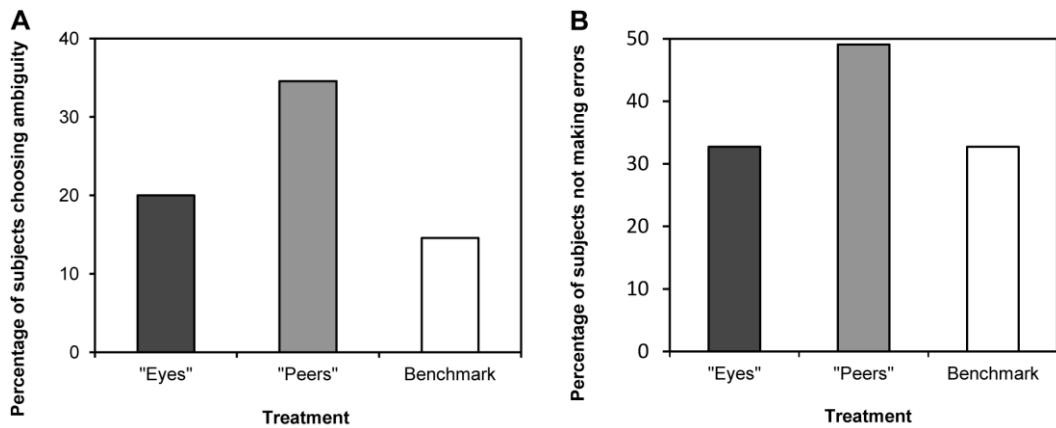 A
Percentage of subjects choosing ambiguity
40
30
20
10
0
"Eyes"
"Peers"
Benchmark
Treatment
B
Percentage of subjects not making errors
50
40
30
20
10
0
"Eyes"
"Peers"
Benchmark
Treatment